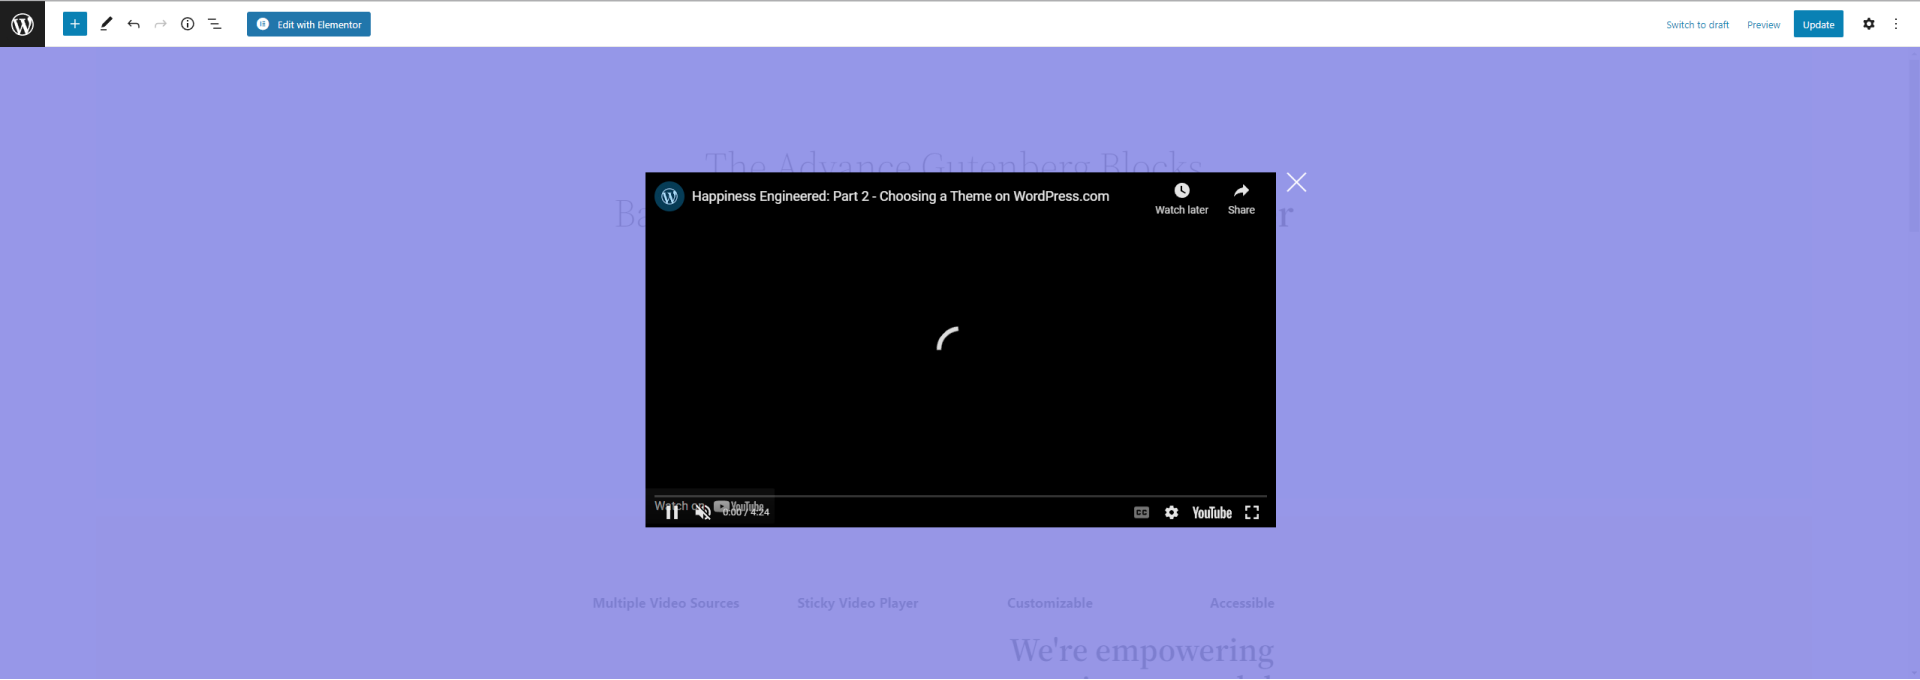 Edit with Elementor
Switch to draft
Preview
Update
The Advance Gutenberg Blocks
Ba
r
Happiness Engineered: Part 2 - Choosing a Theme on WordPress.com
Watch later
Share
Watch on YouTube
0:00 / 4:24
CC
YouTube
Multiple Video Sources
Sticky Video Player
Customizable
Accessible
We're empowering